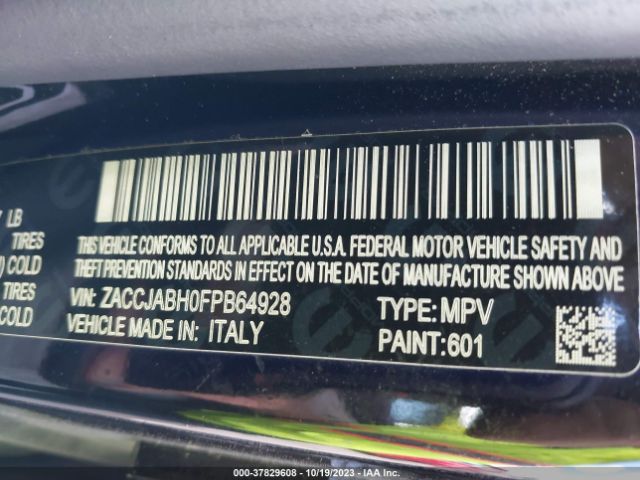 LB
TIRES
COLD
TIRES
COLD
THIS VEHICLE CONFORMS TO ALL APPLICABLE U.S.A. FEDERAL MOTOR VEHICLE SAFETY AND
THEFT PREVENTION STANDARDS IN EFFECT ON THE DATE OF MANUFACTURE SHOWN ABOVE
VIN: ZACCJABH0FPB64928 TYPE: MPV
VEHICLE MADE IN: ITALY PAINT:601
000-37829608 - 10/19/2023 - IAA Inc.